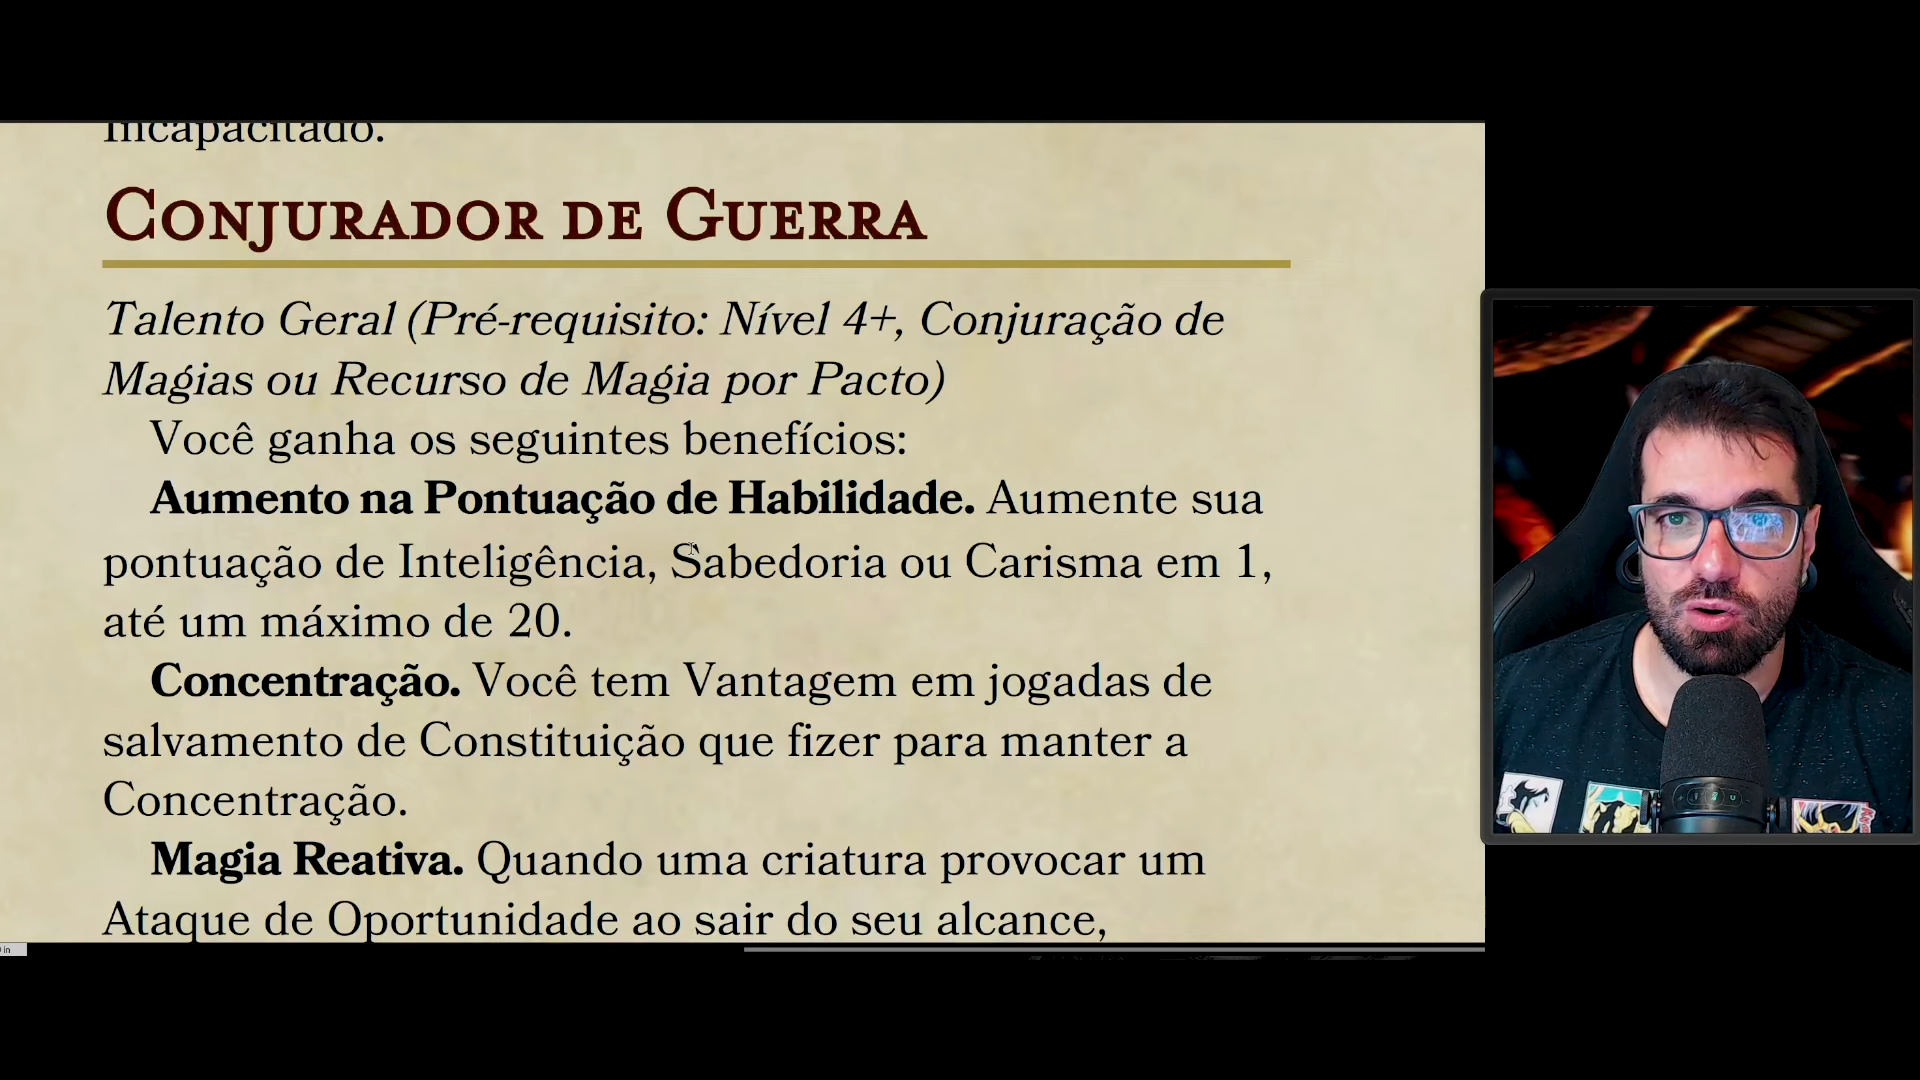 Incapacitado.
Conjurador de Guerra
Talento Geral (Pré-requisito: Nível 4+, Conjuração de
Magias ou Recurso de Magia por Pacto)
Você ganha os seguintes benefícios:
Aumento na Pontuação de Habilidade. Aumente sua
pontuação de Inteligência, Sabedoria ou Carisma em 1,
até um máximo de 20.
Concentração. Você tem Vantagem em jogadas de
salvamento de Constituição que fizer para manter a
Concentração.
Magia Reativa. Quando uma criatura provocar um
Ataque de Oportunidade ao sair do seu alcance,
in